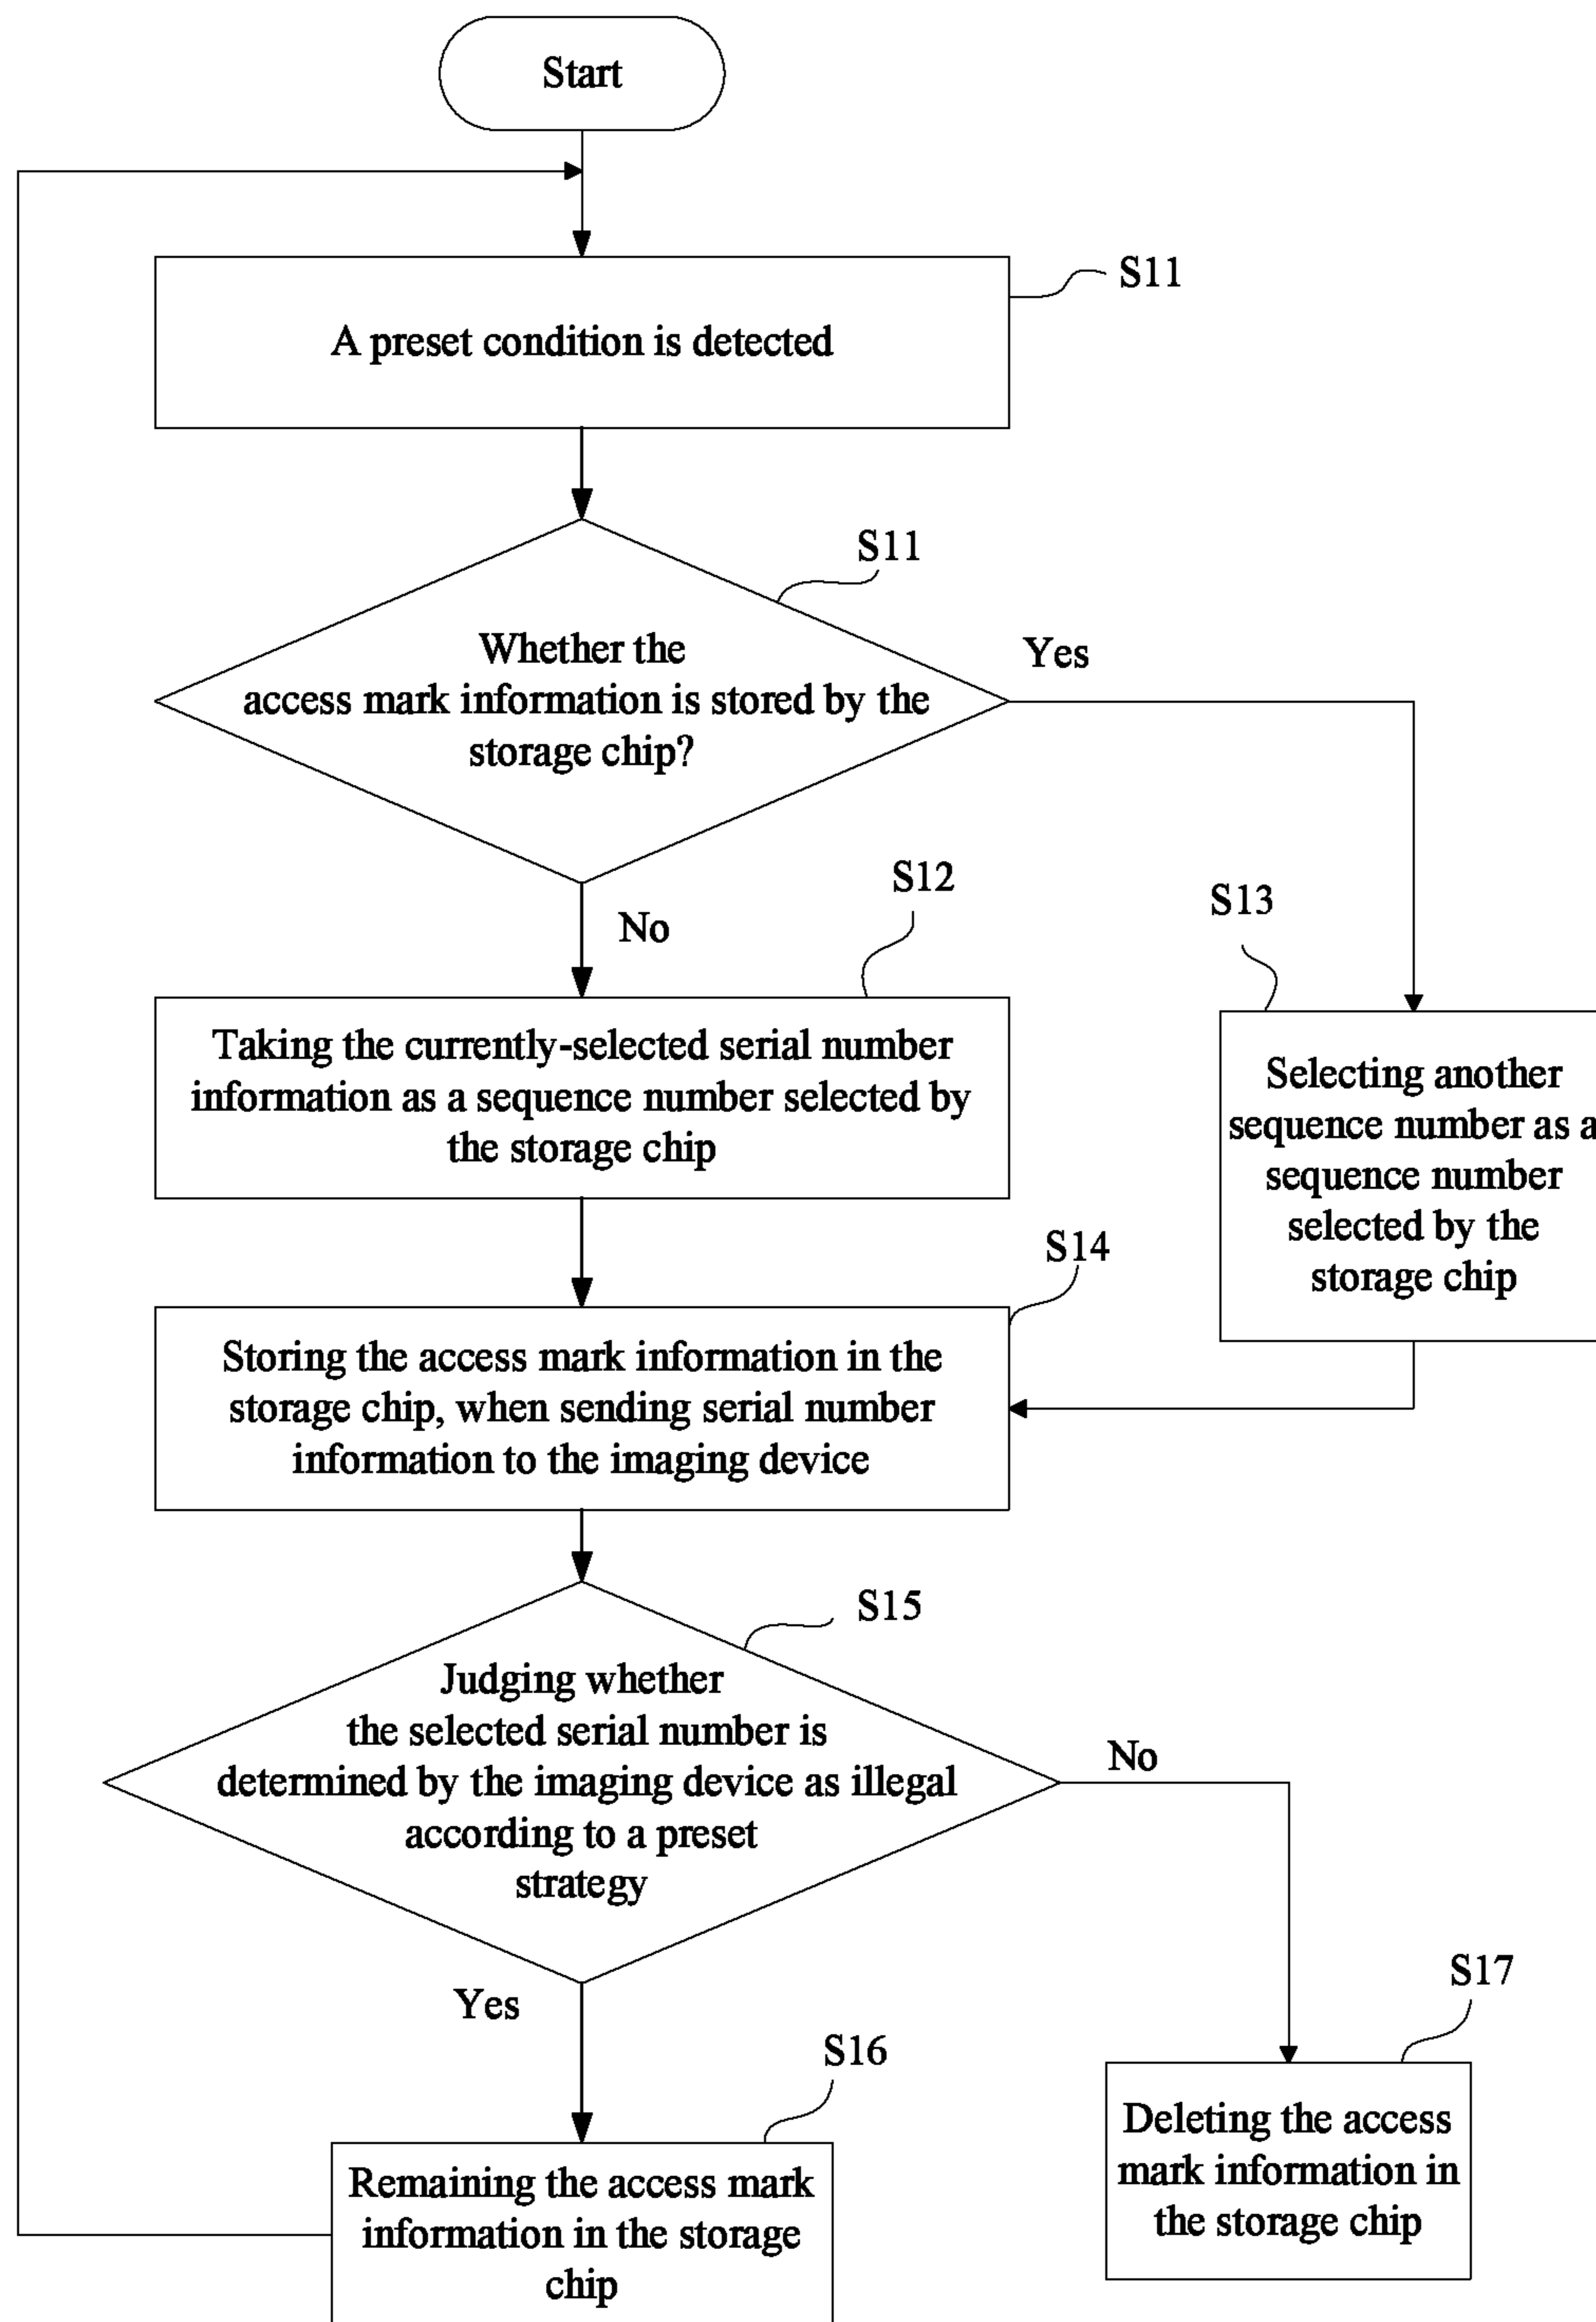 Start
S11
A preset condition is detected
S11
Whether the
access mark information is stored by the
storage chip?
Yes
No
S12
S13
Taking the currently-selected serial number
information as a sequence number selected by
the storage chip
Selecting another
sequence number as a
sequence number
selected by the
storage chip
S14
Storing the access mark information in the
storage chip, when sending serial number
information to the imaging device
S15
Judging whether
the selected serial number is
determined by the imaging device as illegal
according to a preset
strategy
No
Yes
S16
S17
Remaining the access mark
information in the storage
chip
Deleting the access
mark information in
the storage chip